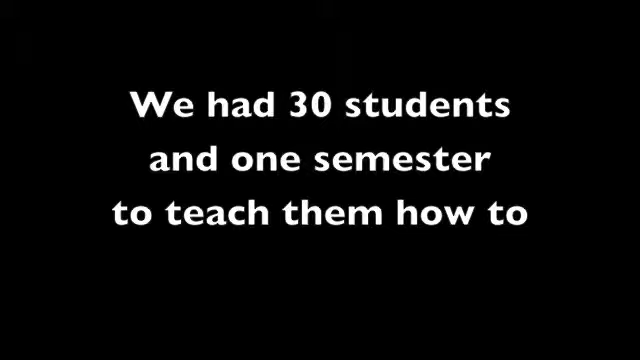 We had 30 students
and one semester
to teach them how to